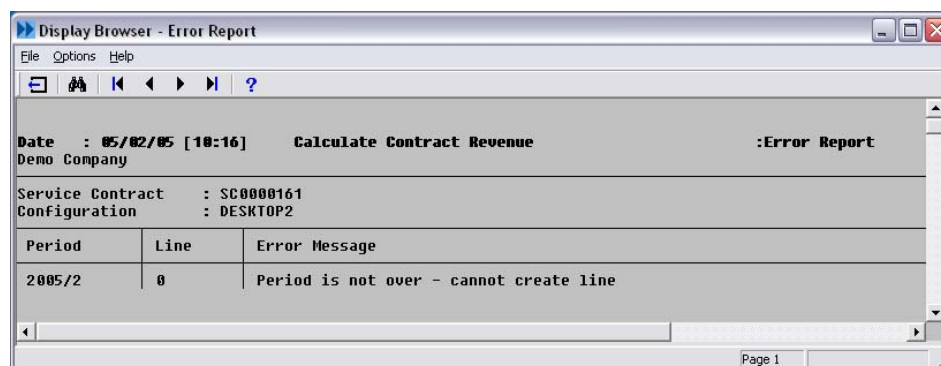 Display Browser - Error Report
File Options Help
?
Date : 05/02/05 [10:16] Calculate Contract Revenue :Error Report
Demo Company
Service Contract : SC0000161
Configuration : DESKTOP2
Period Line Error Message
2005/2 0 Period is not over - cannot create line
Page 1